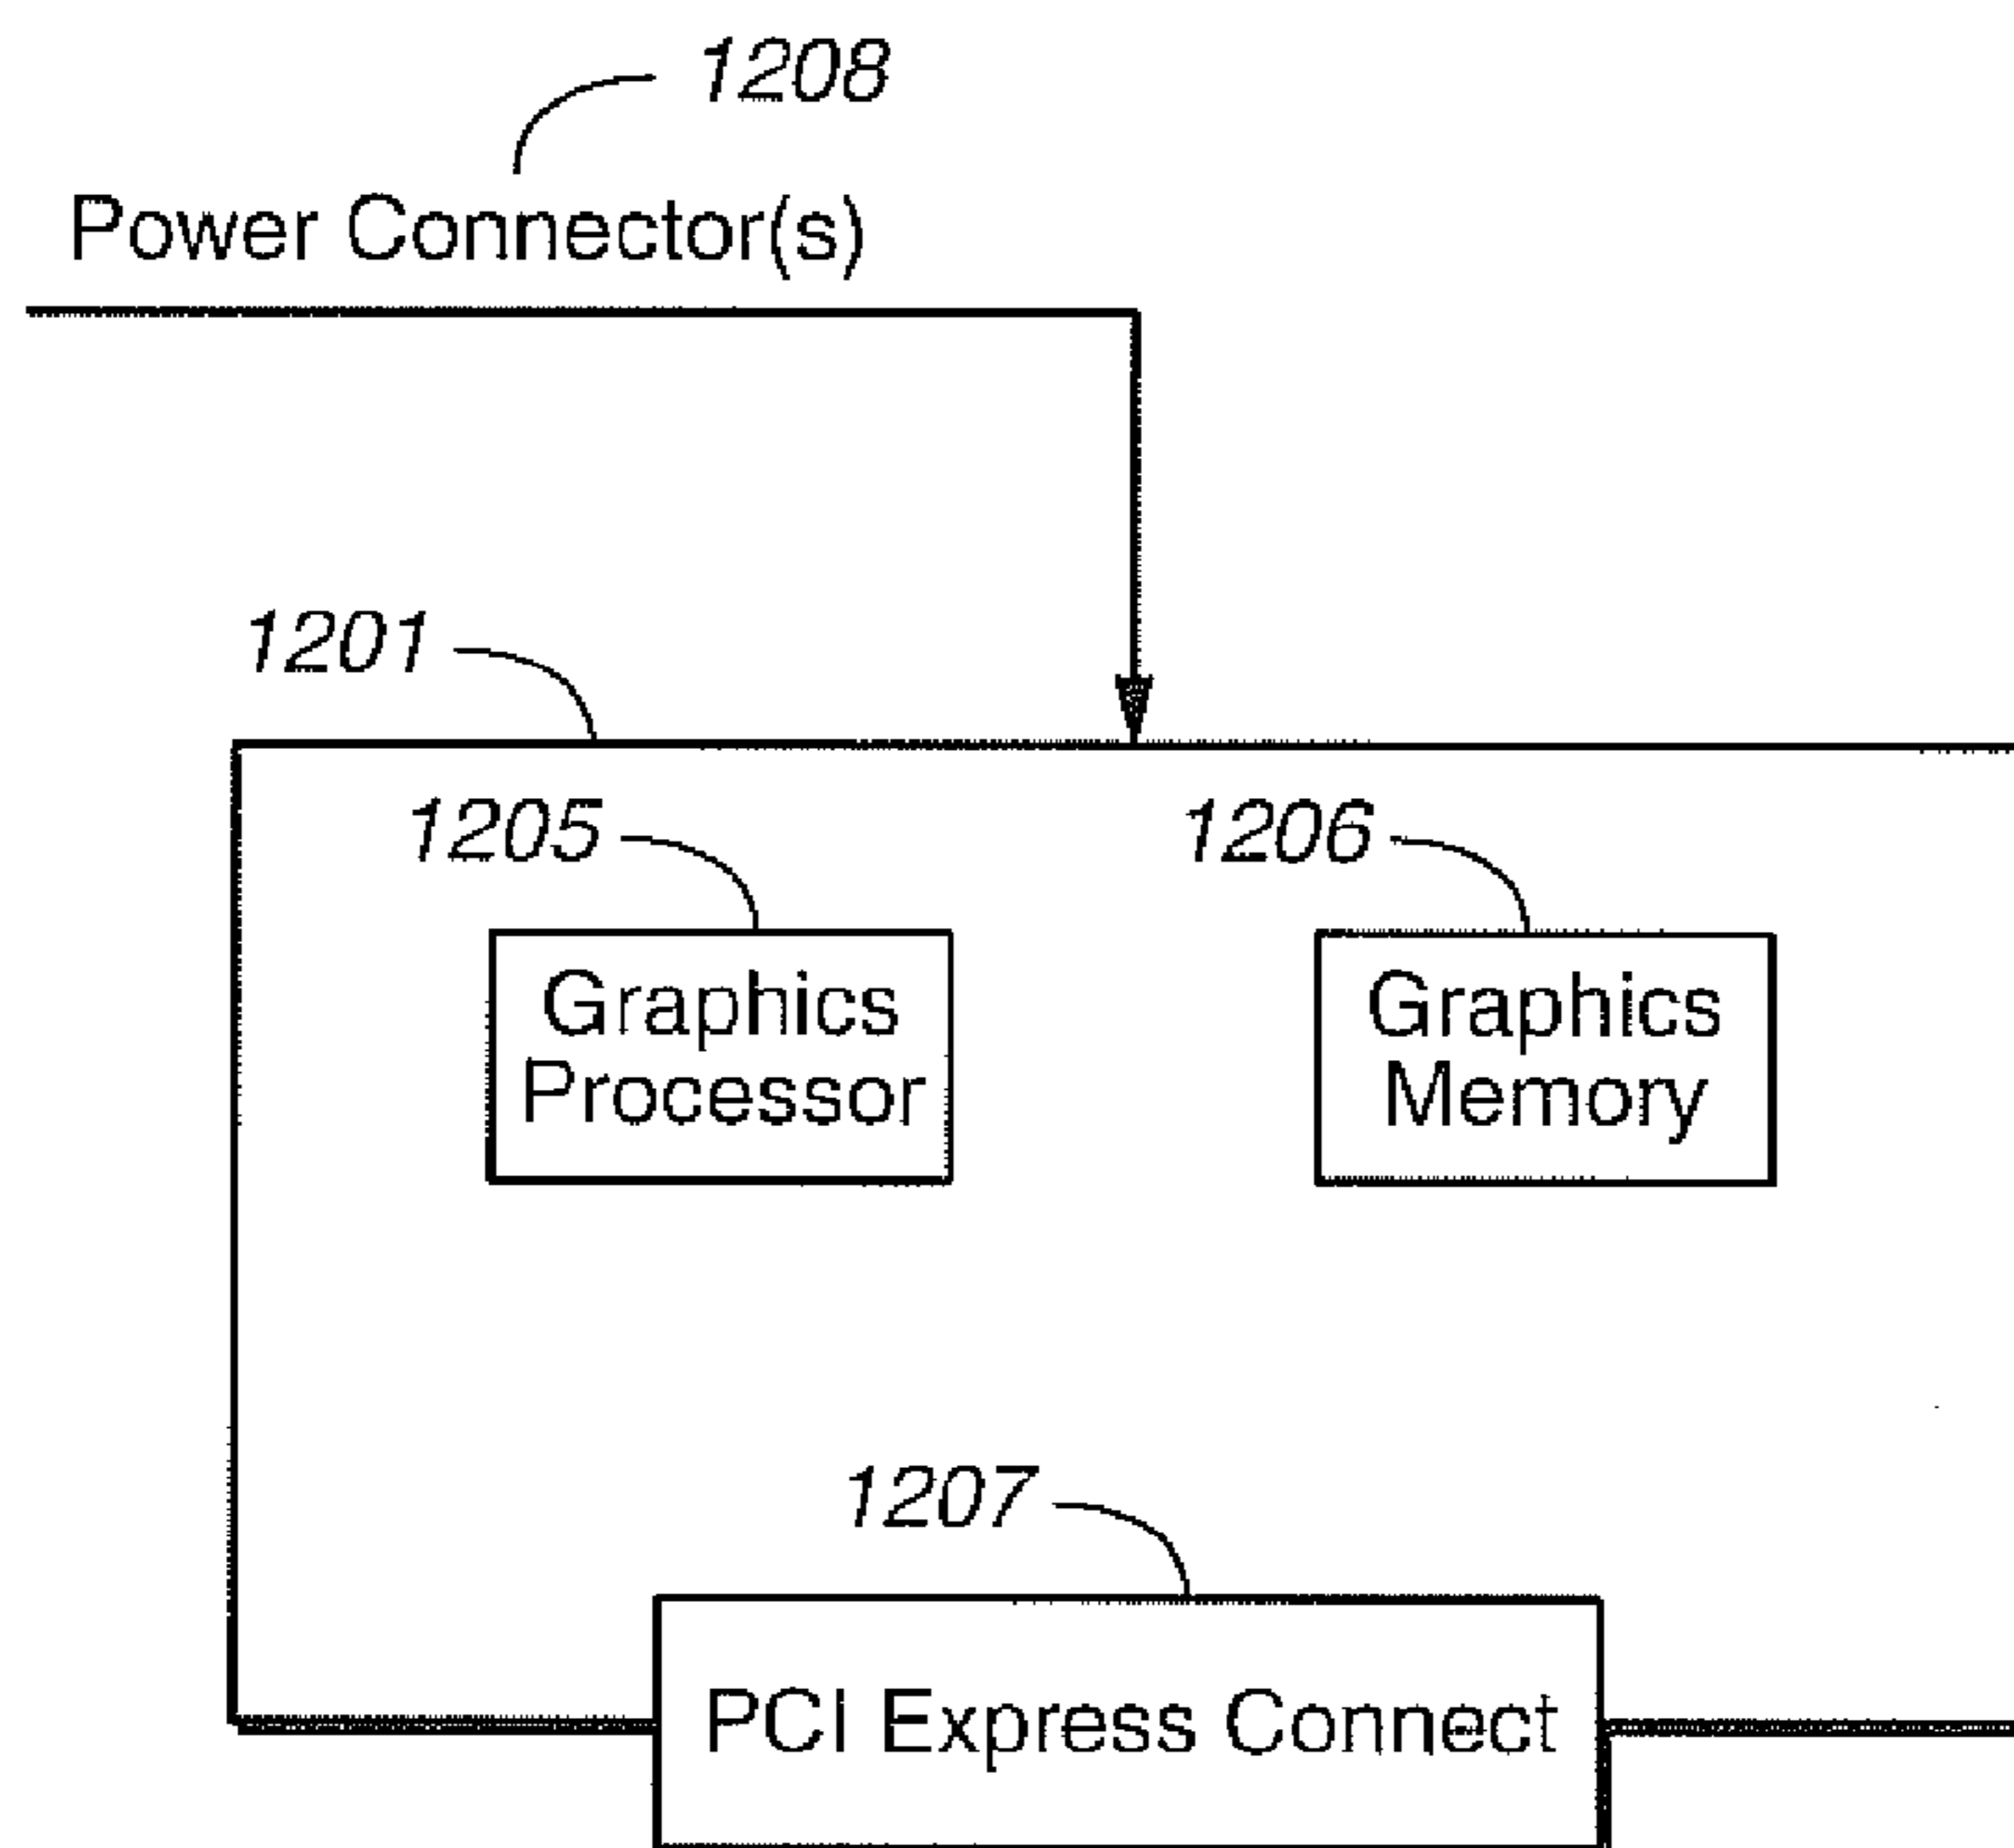 1208
Power Connector(s)
1201
1205
1206
Graphics
Processor
Graphics
Memory
1207
PCI Express Connect